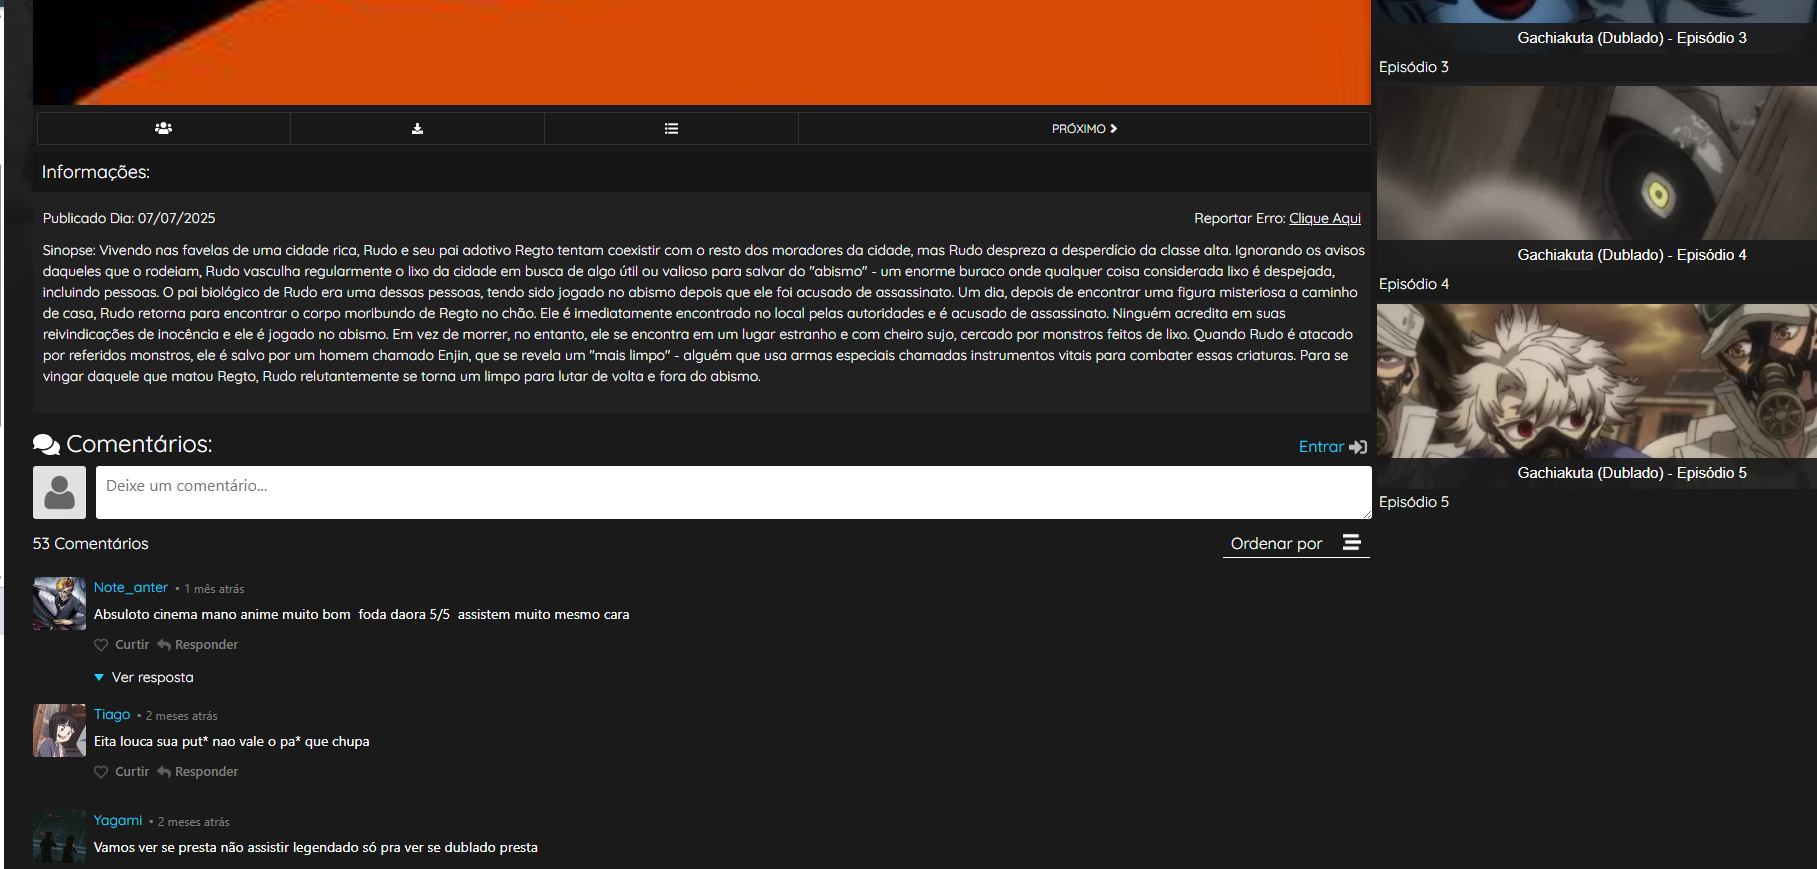 PRÓXIMO
Informações:
Publicado Dia: 07/07/2025
Reportar Erro: Clique Aqui
Sinopse: Vivendo nas favelas de uma cidade rica, Rudo e seu pai adotivo Regto tentam coexistir com o resto dos moradores da cidade, mas Rudo despreza a desperdício da classe alta. Ignorando os avisos
daqueles que o rodeiam, Rudo vasculha regularmente o lixo da cidade em busca de algo útil ou valioso para salvar do "abismo" - um enorme buraco onde qualquer coisa considerada lixo é despejada,
incluindo pessoas. O pai biológico de Rudo era uma dessas pessoas, tendo sido jogado no abismo depois que ele foi acusado de assassinato. Um dia, depois de encontrar uma figura misteriosa a caminho
de casa, Rudo retorna para encontrar o corpo moribundo de Regto no chão. Ele é imediatamente encontrado no local pelas autoridades e é acusado de assassinato. Ninguém acredita em suas
reivindicações de inocência e ele é jogado no abismo. Em vez de morrer, no entanto, ele se encontra em um lugar estranho e com cheiro sujo, cercado por monstros feitos de lixo. Quando Rudo é atacado
por referidos monstros, ele é salvo por um homem chamado Enjin, que se revela um "mais limpo" - alguém que usa armas especiais chamadas instrumentos vitais para combater essas criaturas. Para se
vingar daquele que matou Regto, Rudo relutantemente se torna um limpo para lutar de volta e fora do abismo.
Comentários:
Entrar
Deixe um comentário...
53 Comentários
Ordenar por
Note_anter • 1 mês atrás
Absuloto cinema mano anime muito bom  foda daora 5/5  assistem muito mesmo cara
Curtir Responder
Ver resposta
Tiago • 2 meses atrás
Eita louca sua put* nao vale o pa* que chupa
Curtir Responder
Yagami • 2 meses atrás
Vamos ver se presta não assistir legendado só pra ver se dublado presta
Gachiakuta (Dublado) - Episódio 3
Episódio 3
Gachiakuta (Dublado) - Episódio 4
Episódio 4
Gachiakuta (Dublado) - Episódio 5
Episódio 5